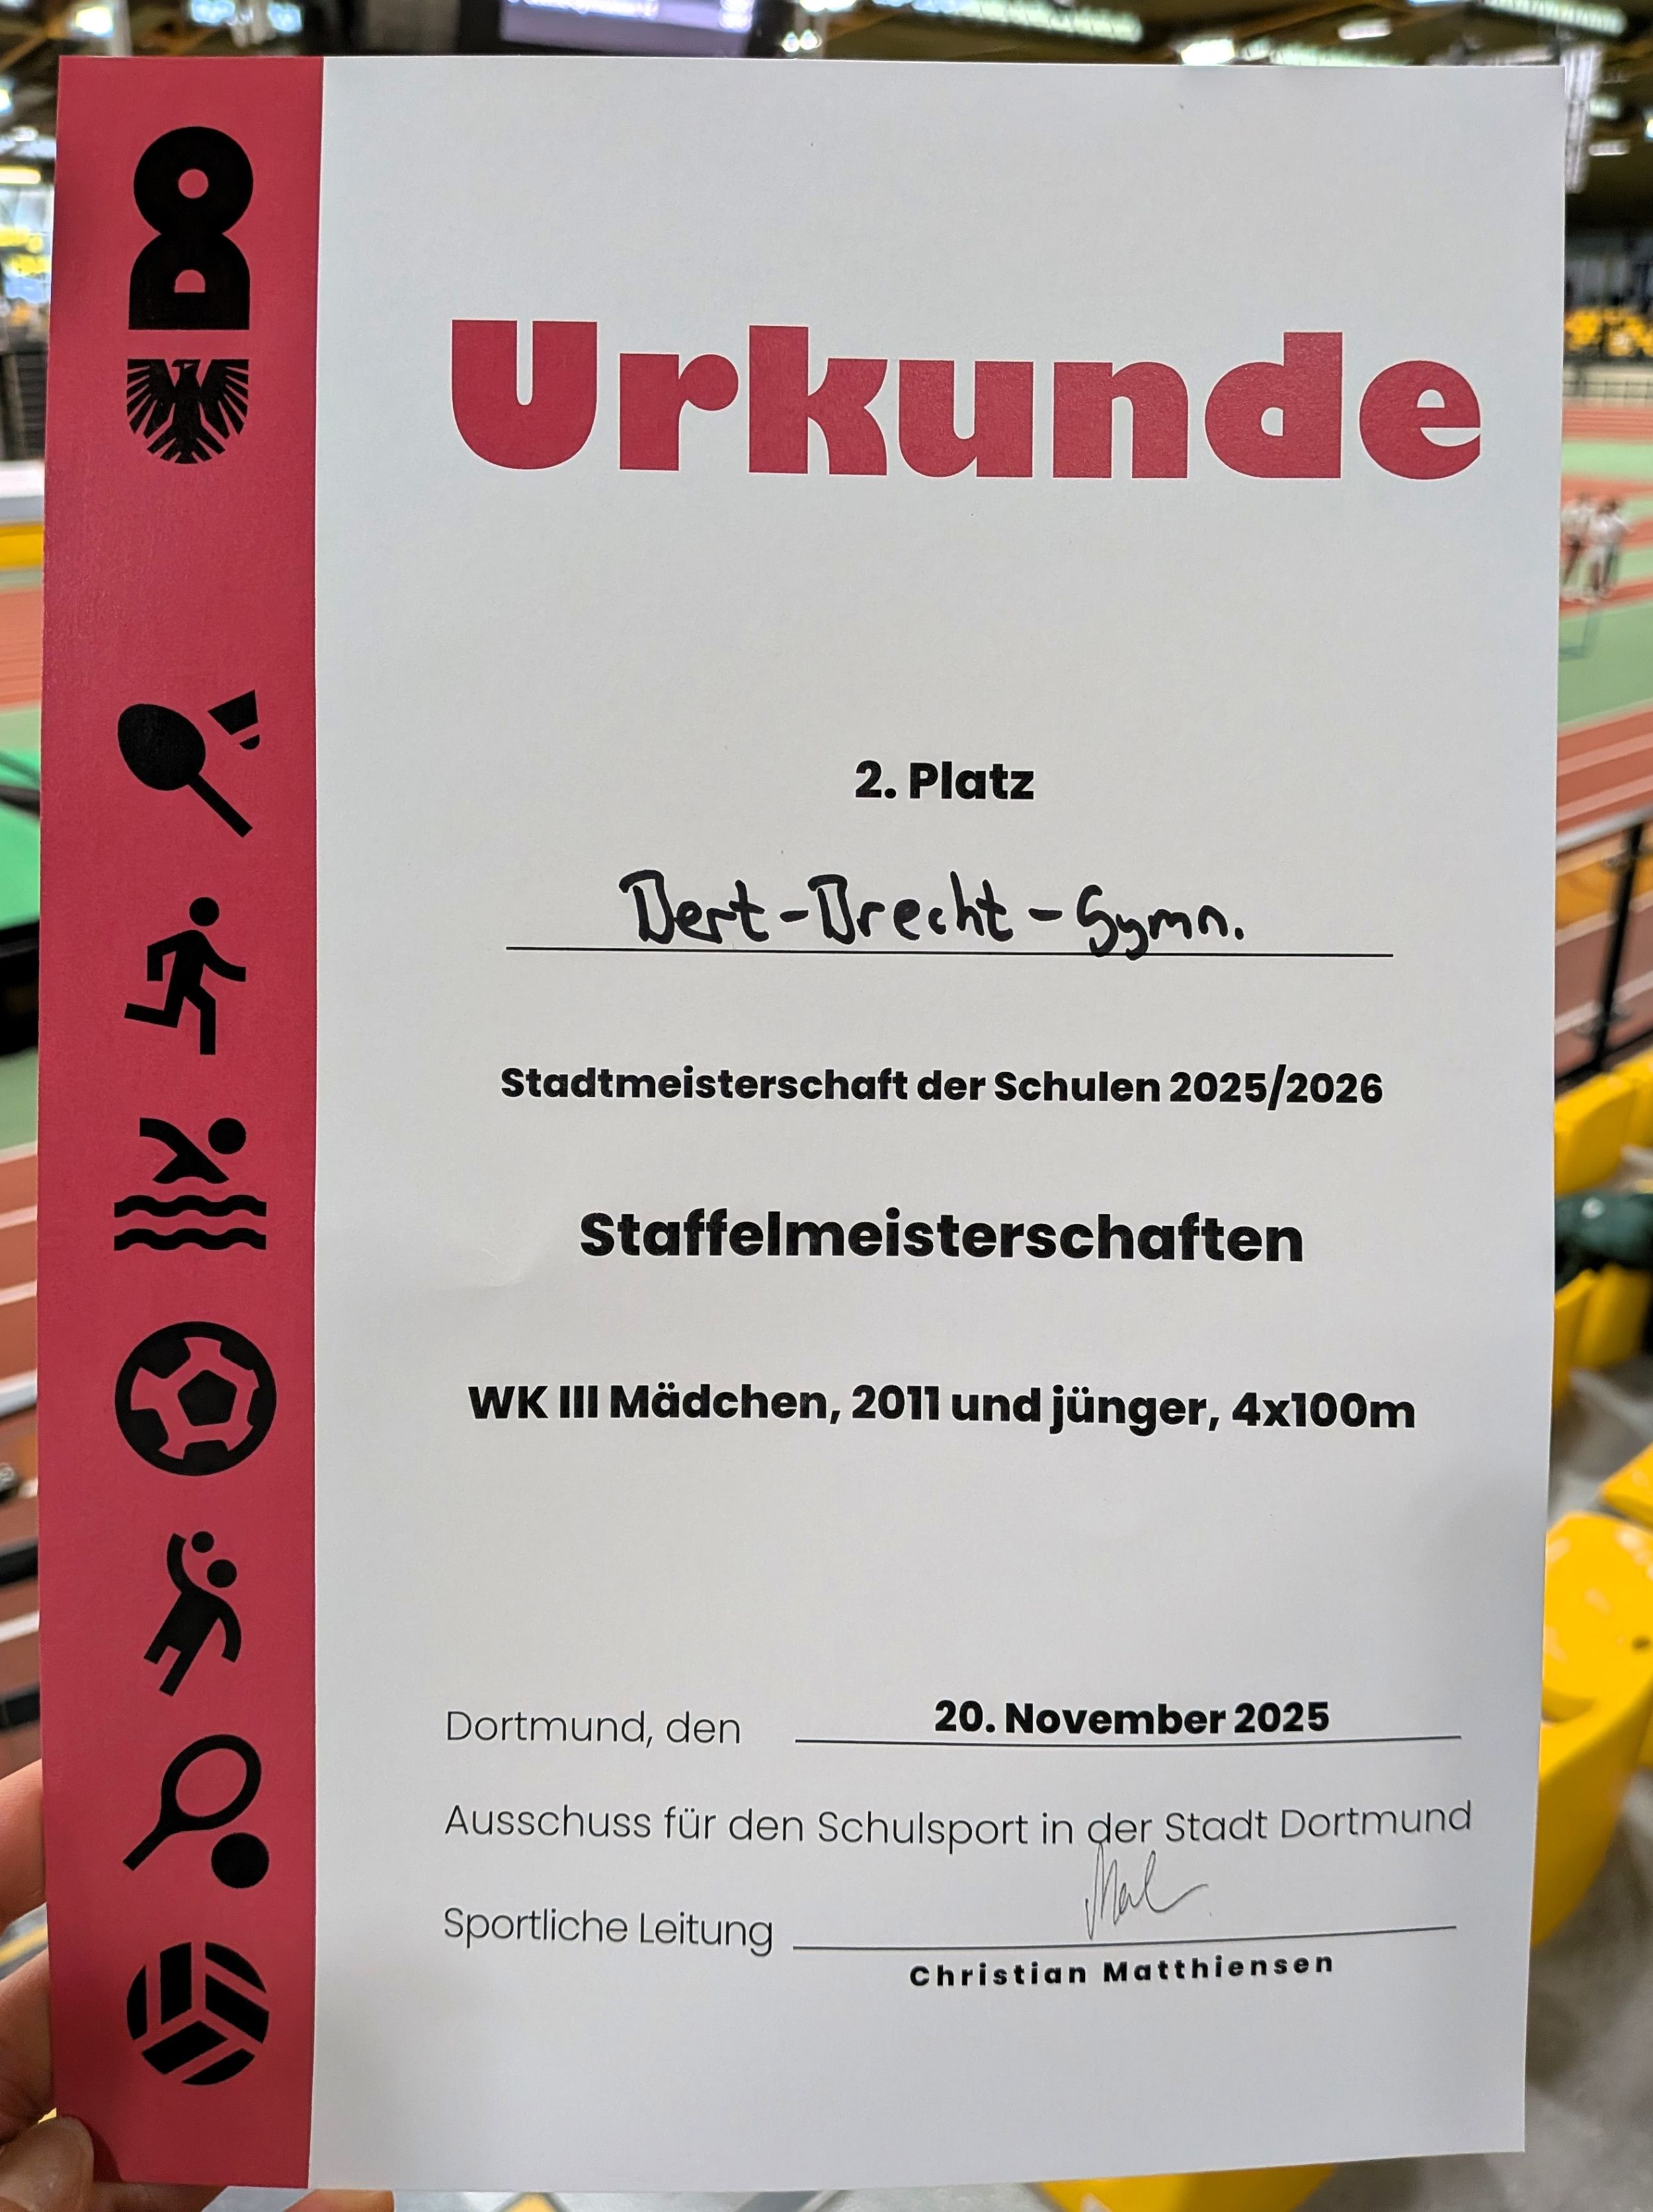 DO
Urkunde
2. Platz
Bert-Brecht-Gymn.
Stadtmeisterschaft der Schulen 2025/2026
Staffelmeisterschaften
WK III Mädchen, 2011 und jünger, 4x100m
Dortmund, den 20. November 2025
Ausschuss für den Schulsport in der Stadt Dortmund
Sportliche Leitung
Christian Matthiensen